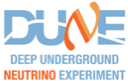 DUNE
DEEP UNDERGROUND
NEUTRINO EXPERIMENT